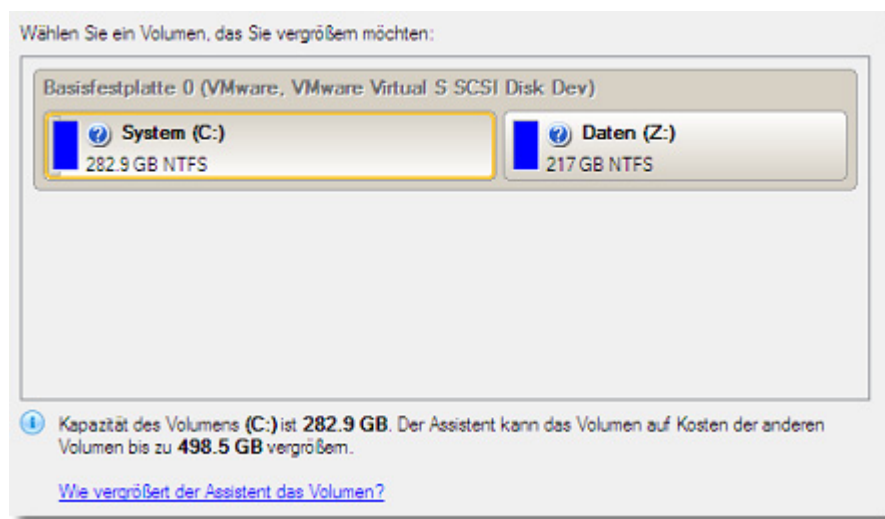 Wählen Sie ein Volumen, das Sie vergrößern möchten:
Basisfestplatte 0 (VMware, VMware Virtual S SCSI Disk Dev)
System (C:)
282.9 GB NTFS
Daten (Z:)
217 GB NTFS
Kapazität des Volumens (C:) ist 282.9 GB. Der Assistent kann das Volumen auf Kosten der anderen
Volumen bis zu 498.5 GB vergrößern.
Wie vergrößert der Assistent das Volumen?